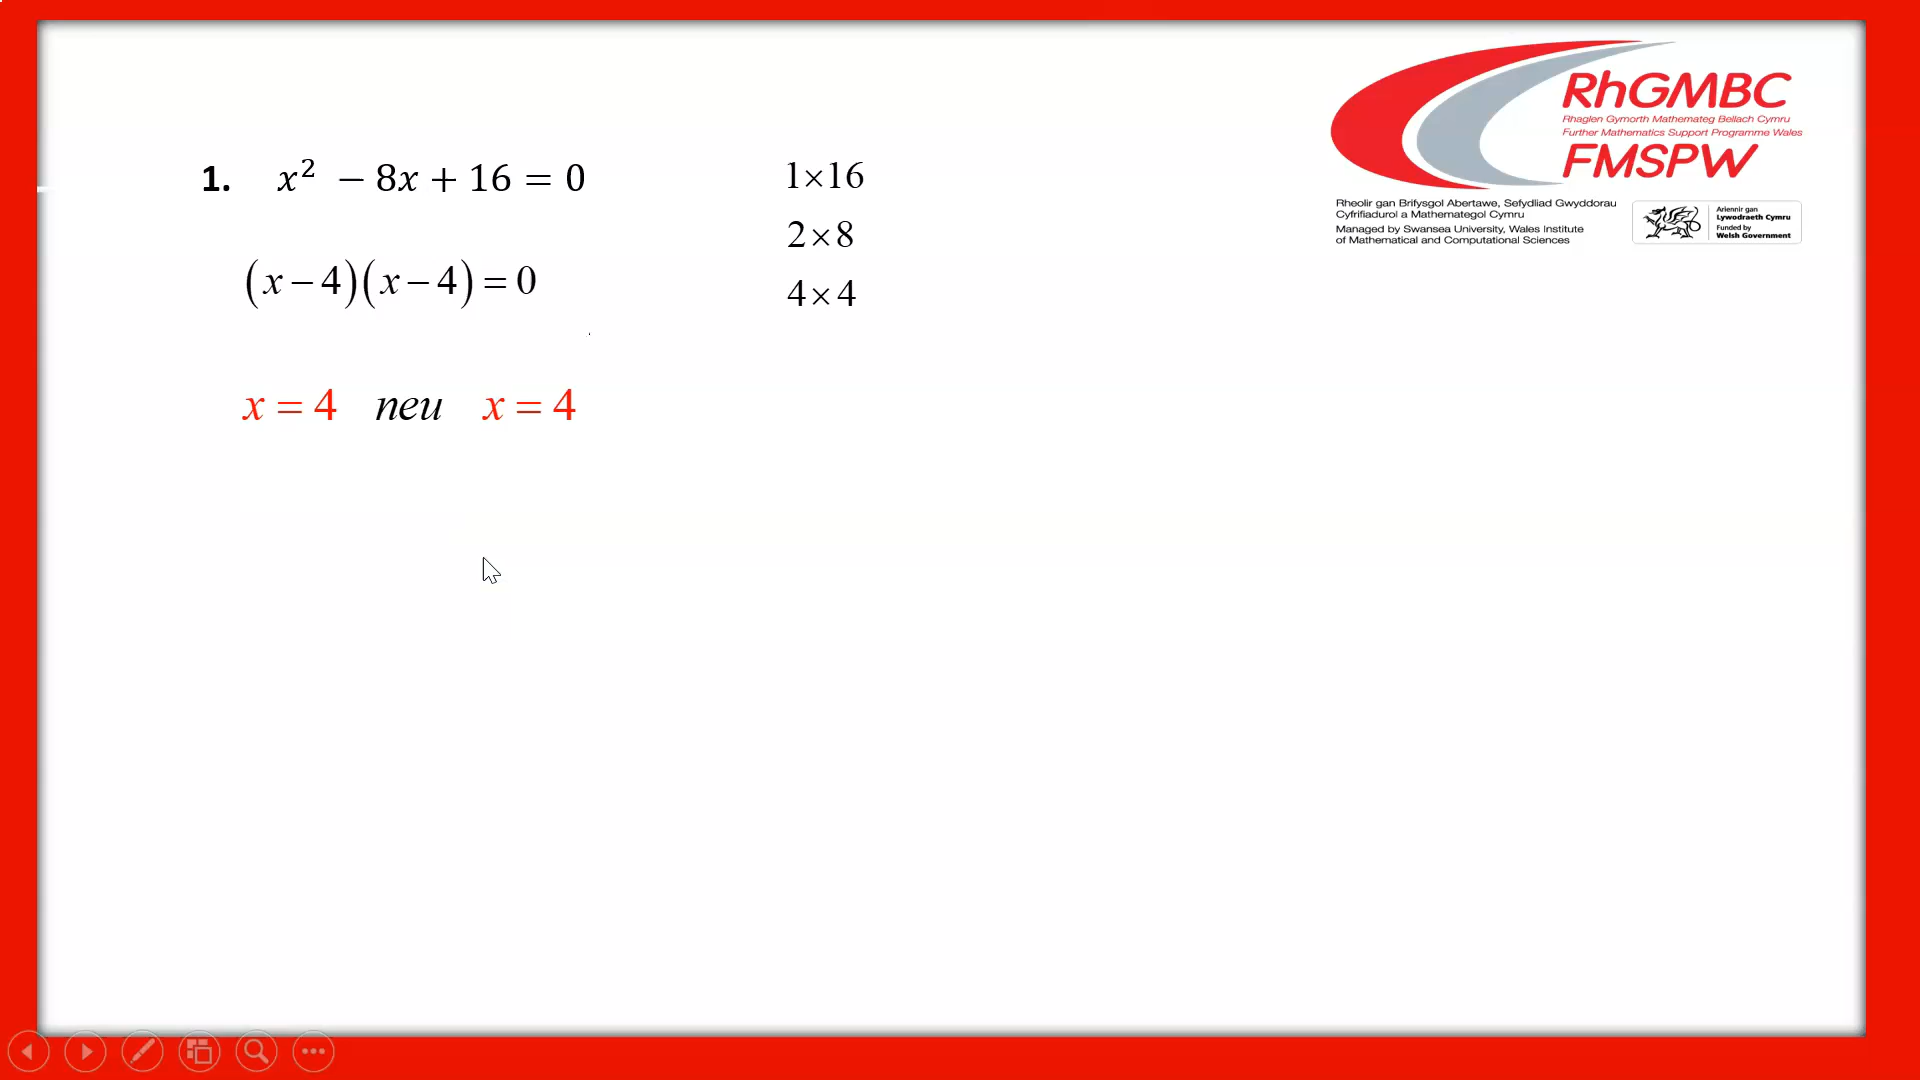 1. x² − 8x + 16 = 0
(x − 4)(x − 4) = 0
x = 4 neu x = 4
1×16
2×8
4×4
RhGMBC
Rhaglen Gymorth Mathemateg Bellach Cymru
Further Mathematics Support Programme Wales
FMSPW
Rheolir gan Brifysgol Abertawe, Sefydliad Gwyddorau
Cyfrifiadurol a Mathemategol Cymru
Managed by Swansea University, Wales Institute
of Mathematical and Computational Sciences
Ariennir gan
Lywodraeth Cymru
Funded by
Welsh Government